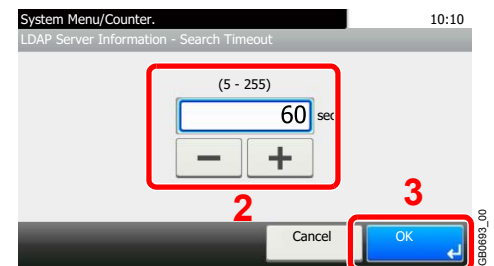 System Menu/Counter. 10:10
LDAP Server Information - Search Timeout
(5 - 255)
60 sec
− +
2
3
Cancel OK
GB0693_00